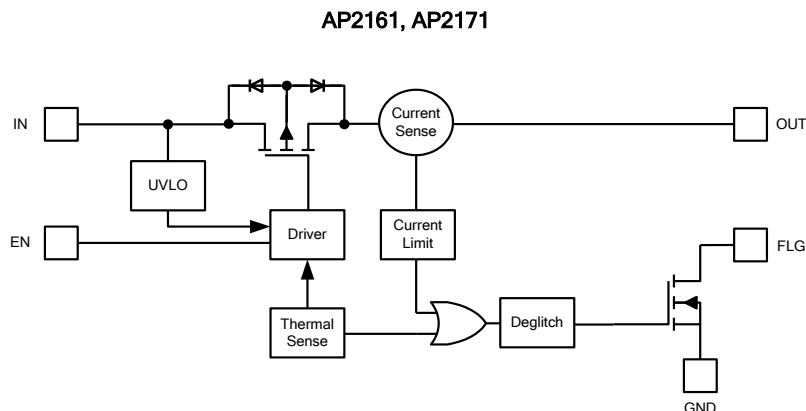 AP2161, AP2171
IN
Current
Sense
OUT
UVLO
EN
Driver
Current
Limit
FLG
Thermal
Sense
Deglitch
GND